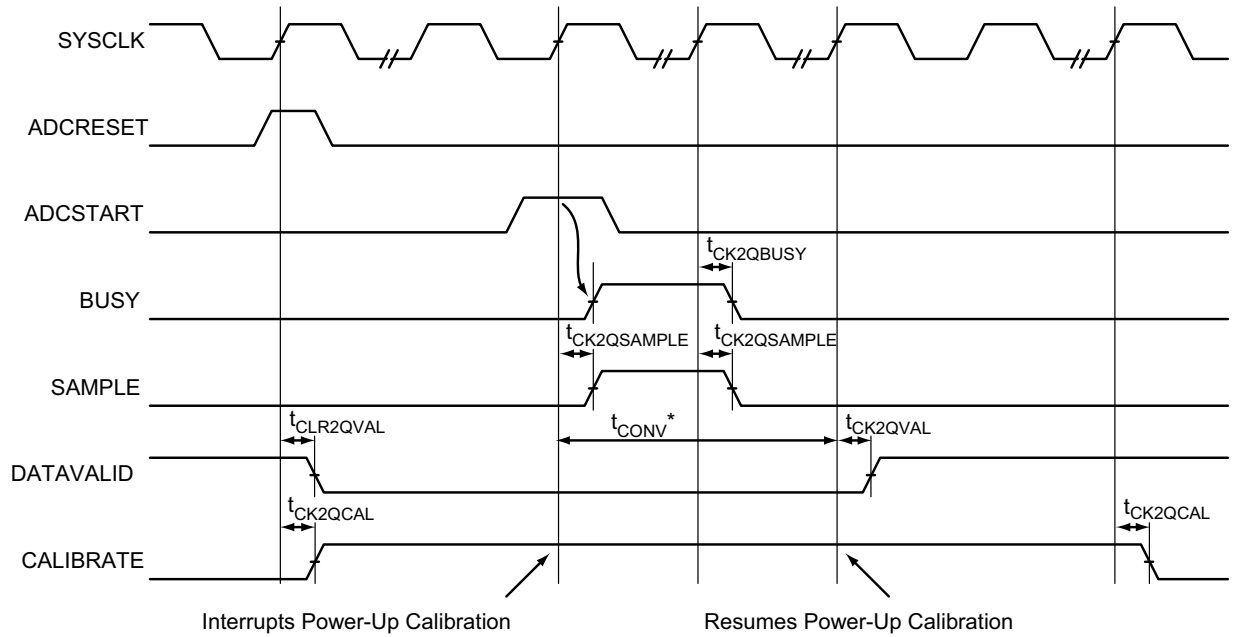 SYSCLK
ADCRESET
ADCSTART
tCK2QBUSY
BUSY
tCK2QSAMPLE tCK2QSAMPLE
SAMPLE
tCLR2QVAL tCONV* tCK2QVAL
DATAVALID
tCK2QCAL tCK2QCAL
CALIBRATE
Interrupts Power-Up Calibration Resumes Power-Up Calibration